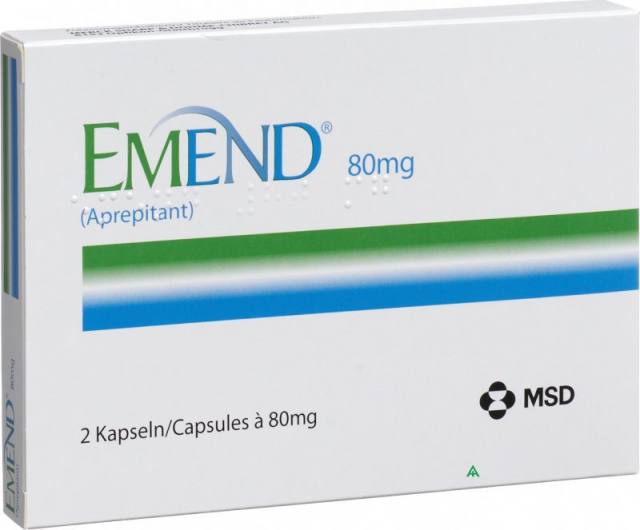 EMEND® 80mg
(Aprepitant)
2 Kapseln/Capsules à 80mg
MSD
EMEND® 80mg